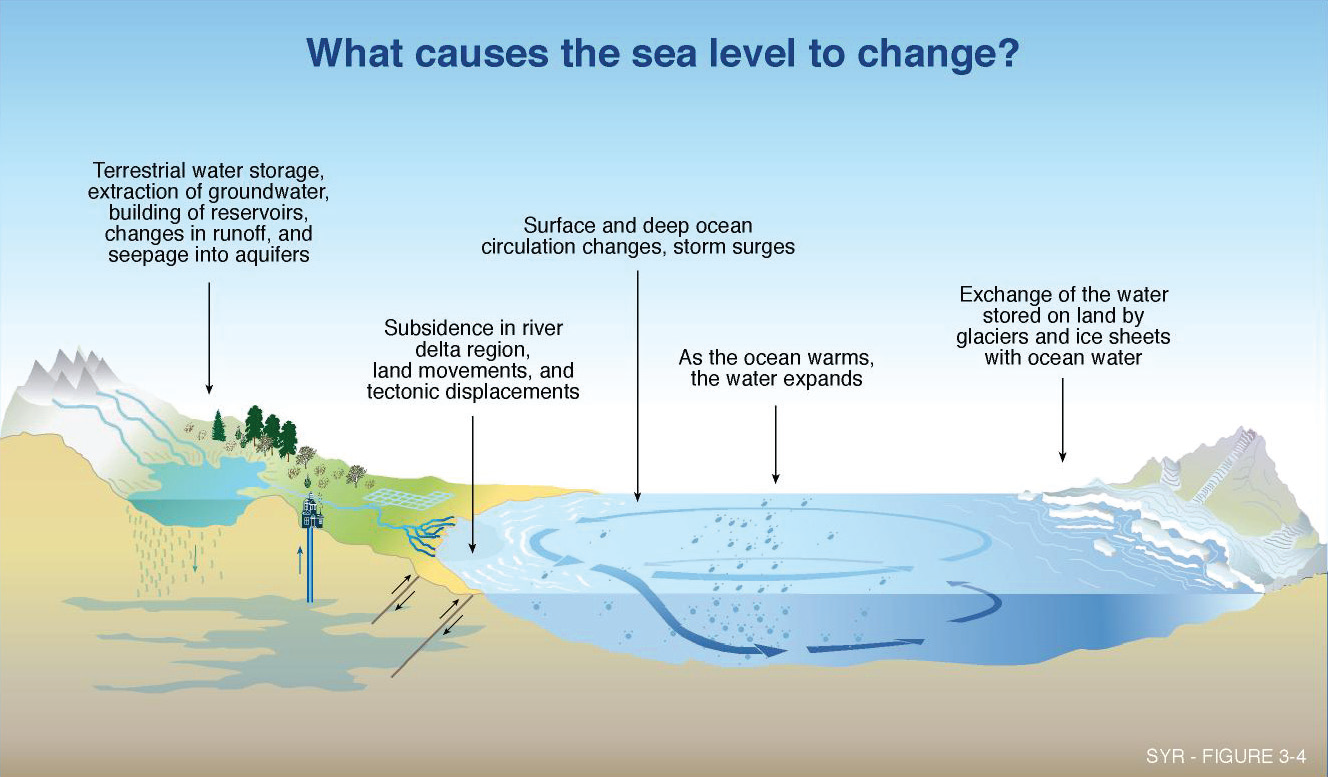 What causes the sea level to change?
Terrestrial water storage,
extraction of groundwater,
building of reservoirs,
changes in runoff, and
seepage into aquifers
Surface and deep ocean
circulation changes, storm surges
Subsidence in river
delta region,
land movements, and
tectonic displacements
As the ocean warms,
the water expands
Exchange of the water
stored on land by
glaciers and ice sheets
with ocean water
SYR - FIGURE 3-4